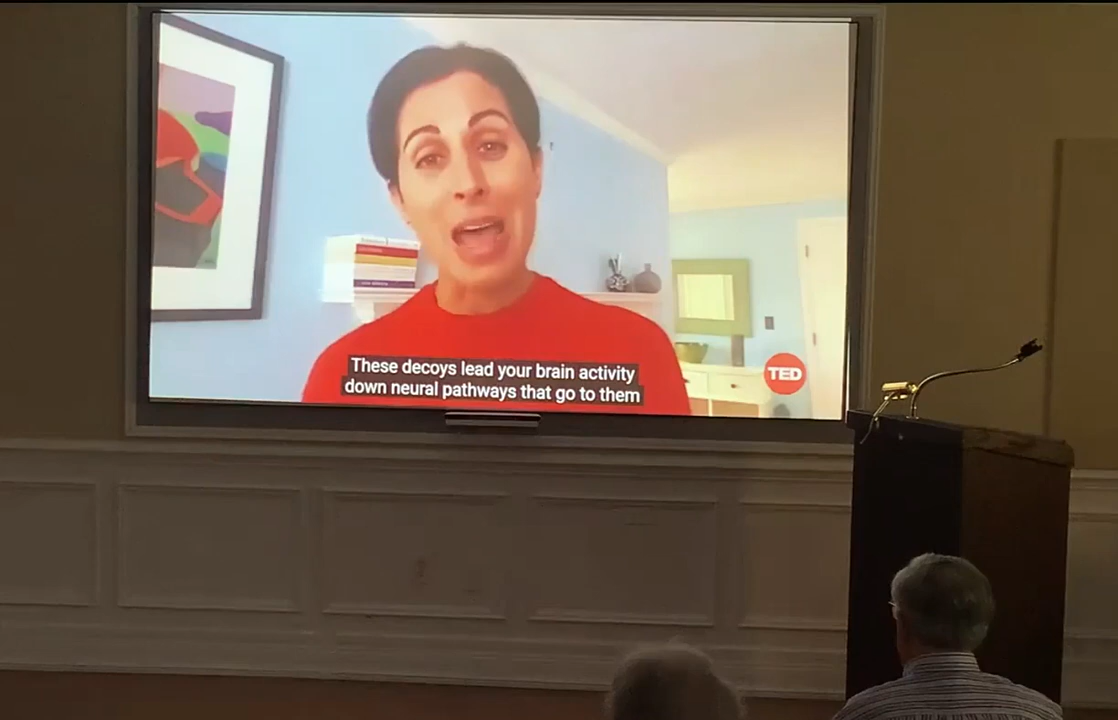 These decoys lead your brain activity
down neural pathways that go to them
TED